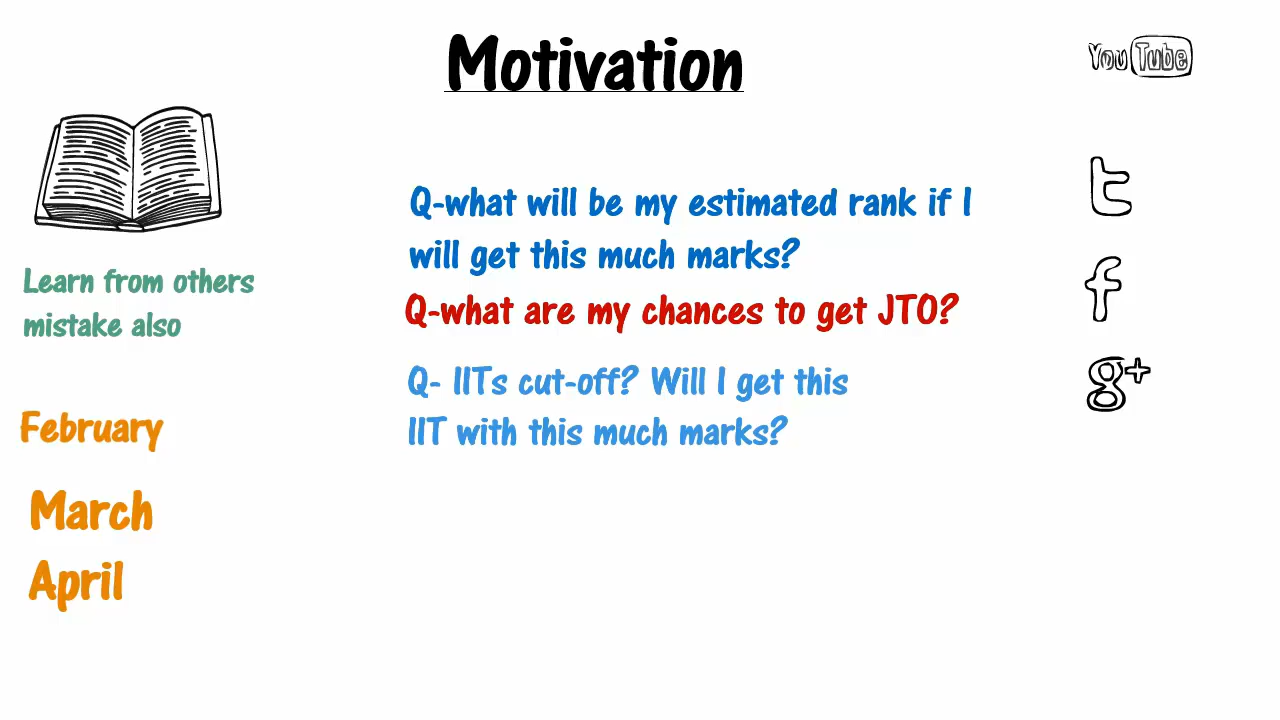 Motivation
You Tube
Learn from others
mistake also
February
March
April
Q-what will be my estimated rank if I
will get this much marks?
Q-what are my chances to get JTO?
Q- IITs cut-off? Will I get this
IIT with this much marks?
t
f
g+